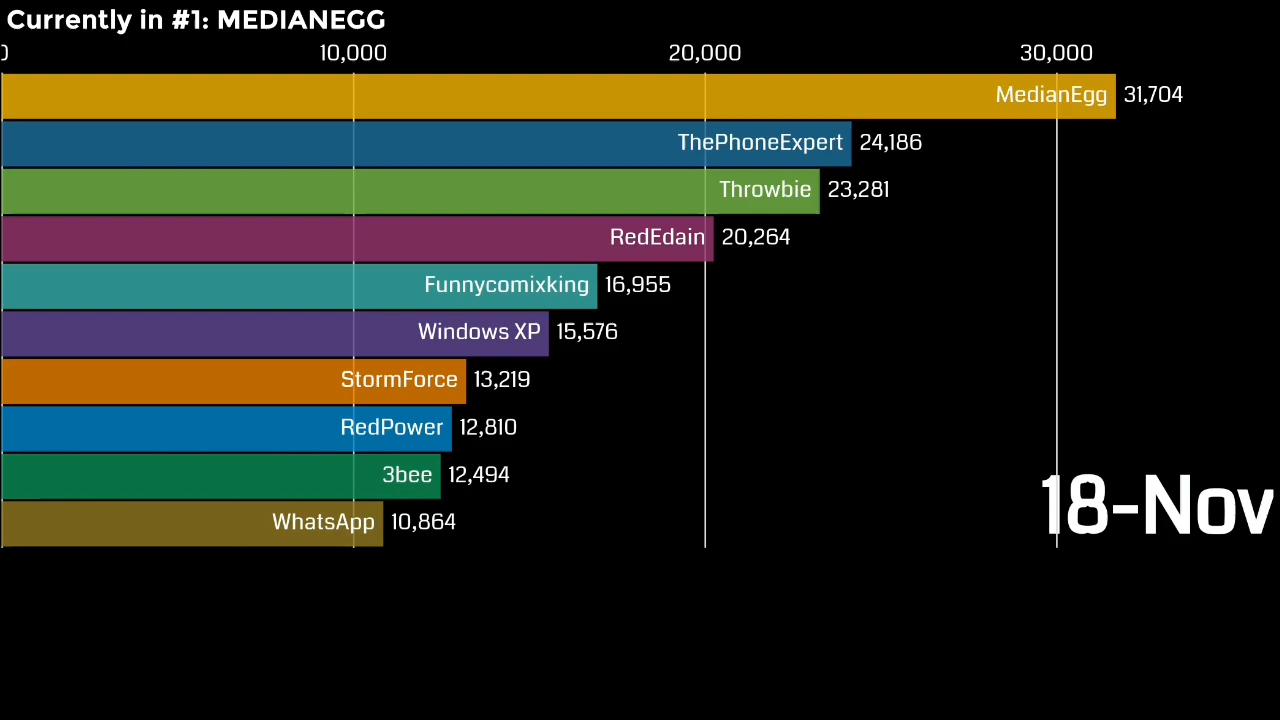 Currently in #1: MEDIANEGG
0 10,000 20,000 30,000
MedianEgg 31,704
ThePhoneExpert 24,186
Throwbie 23,281
RedEdain 20,264
Funnycomixking 16,955
Windows XP 15,576
StormForce 13,219
RedPower 12,810
3bee 12,494
WhatsApp 10,864
18-Nov